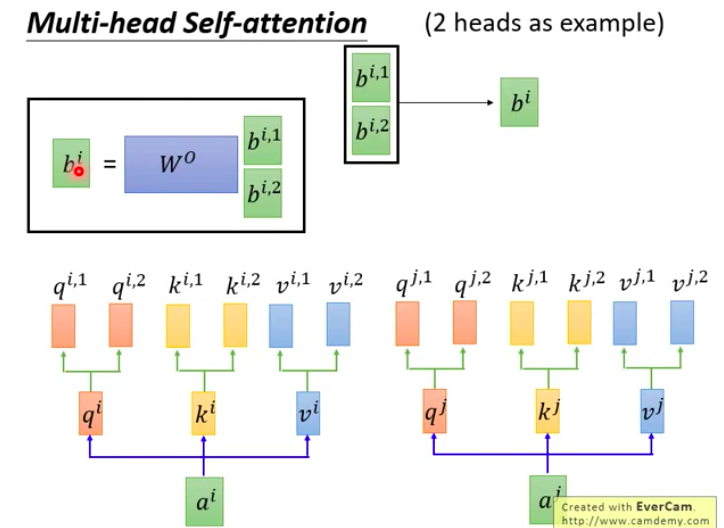 Multi-head Self-attention (2 heads as example)
b^{i,1}
b^{i,2}
b^i
b^i = W^O b^{i,1}
b^{i,2}
q^{i,1} q^{i,2} k^{i,1} k^{i,2} v^{i,1} v^{i,2} q^{j,1} q^{j,2} k^{j,1} k^{j,2} v^{j,1} v^{j,2}
q^i k^i v^i q^j k^j v^j
a^i a^j
Created with EverCam.
http://www.camdemy.com